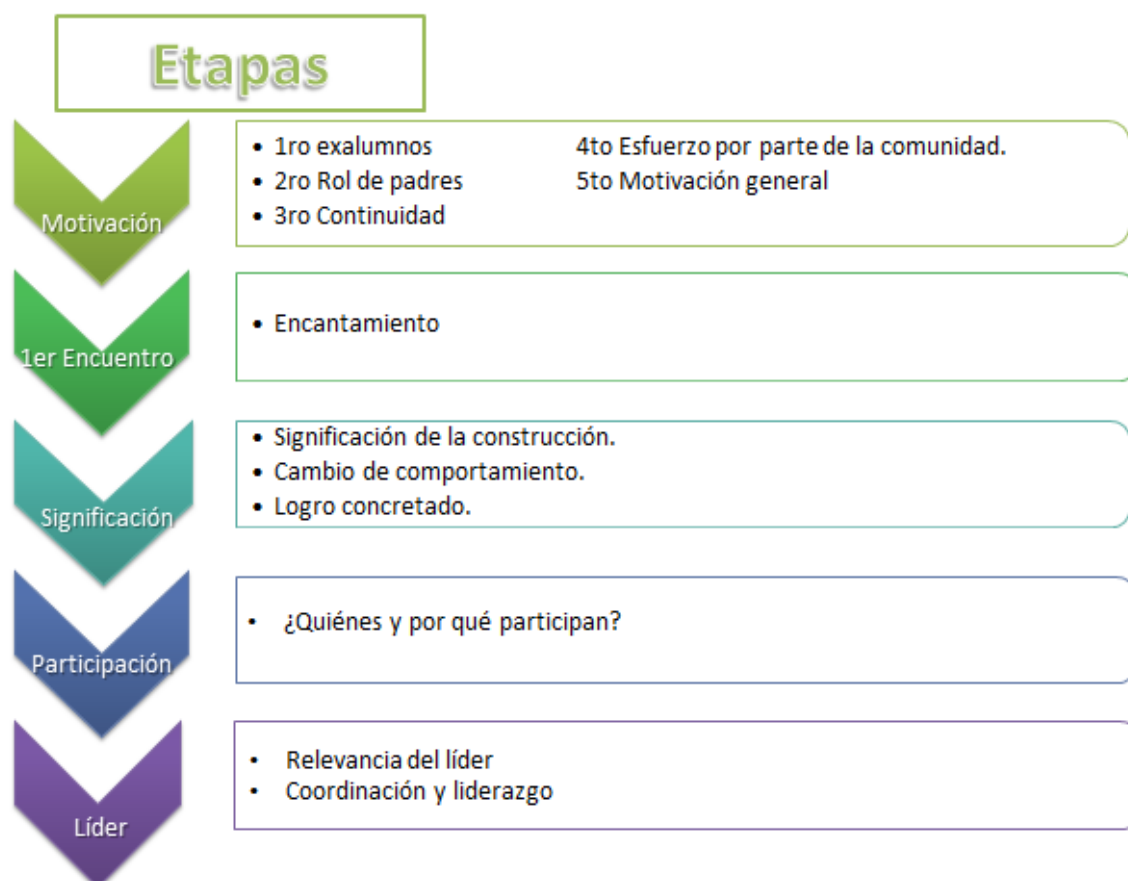 Etapas
Motivación
• 1ro exalumnos
• 2ro Rol de padres
• 3ro Continuidad
4to Esfuerzo por parte de la comunidad.
5to Motivación general
1er Encuentro
• Encantamiento
Significación
• Significación de la construcción.
• Cambio de comportamiento.
• Logro concretado.
Participación
• ¿Quiénes y por qué participan?
Líder
• Relevancia del líder
• Coordinación y liderazgo